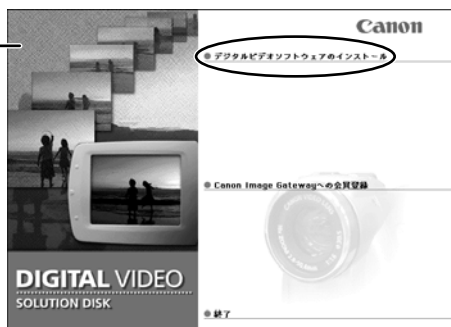 Canon
デジタルビデオソフトウェアのインストール
Canon Image Gatewayへの会員登録
DIGITAL VIDEO
SOLUTION DISK
終了